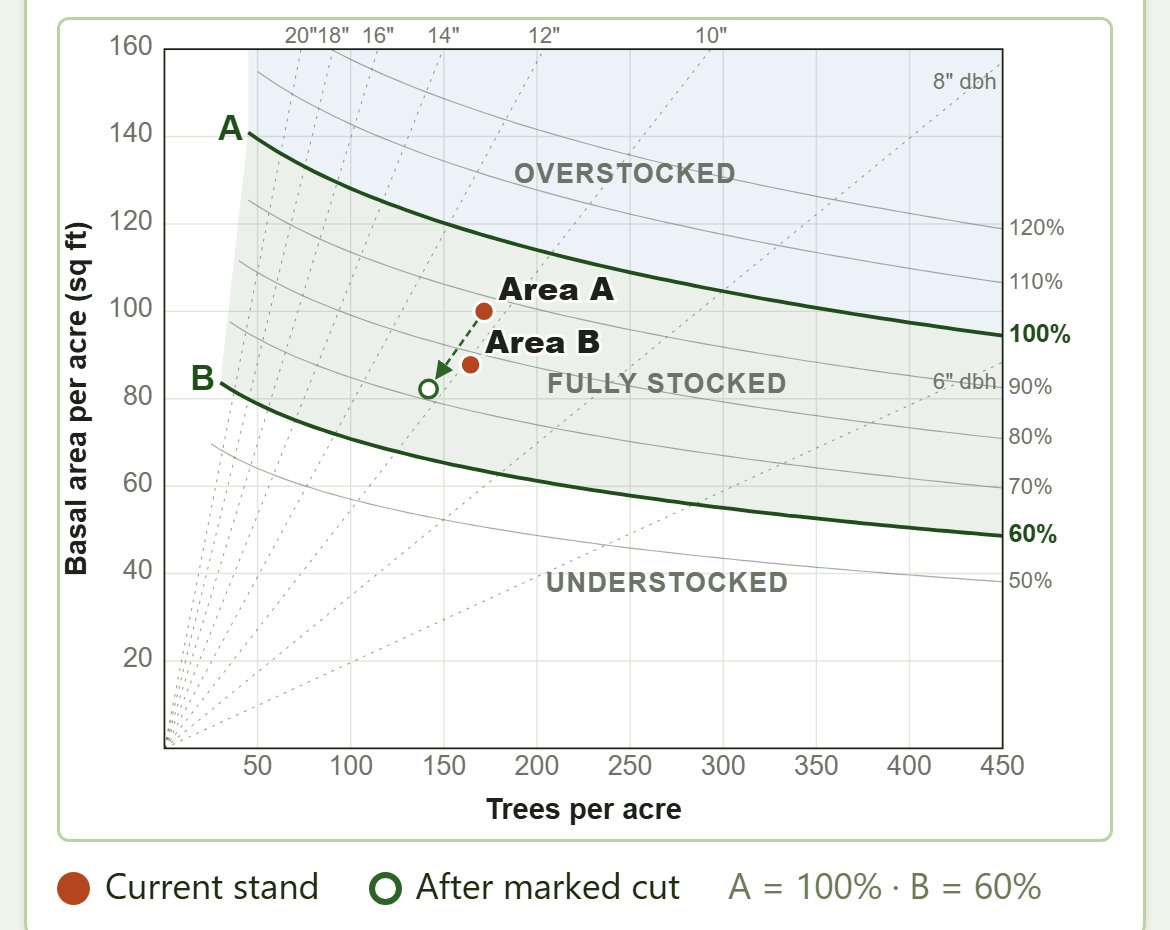 20" 18" 16" 14" 12" 10"
160
8" dbh
140
A
OVERSTOCKED
120
120%
110%
Area A
100
100%
Area B
B
FULLY STOCKED
6" dbh
90%
80
80%
70%
60
60%
UNDERSTOCKED
50%
40
20
Basal area per acre (sq ft)
50 100 150 200 250 300 350 400 450
Trees per acre
Current stand After marked cut A = 100% · B = 60%